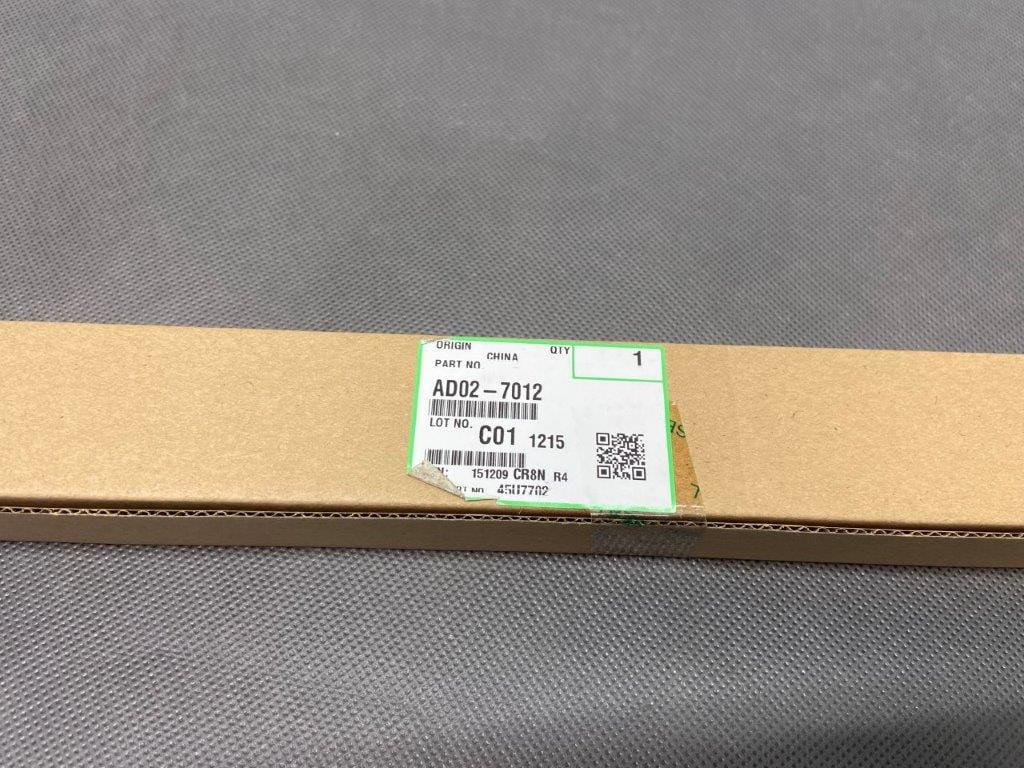 ORIGIN CHINA QTY 1
PART NO.
AD02-7012
LOT NO.
C01 1215
151209 CR8N R4
45U7702